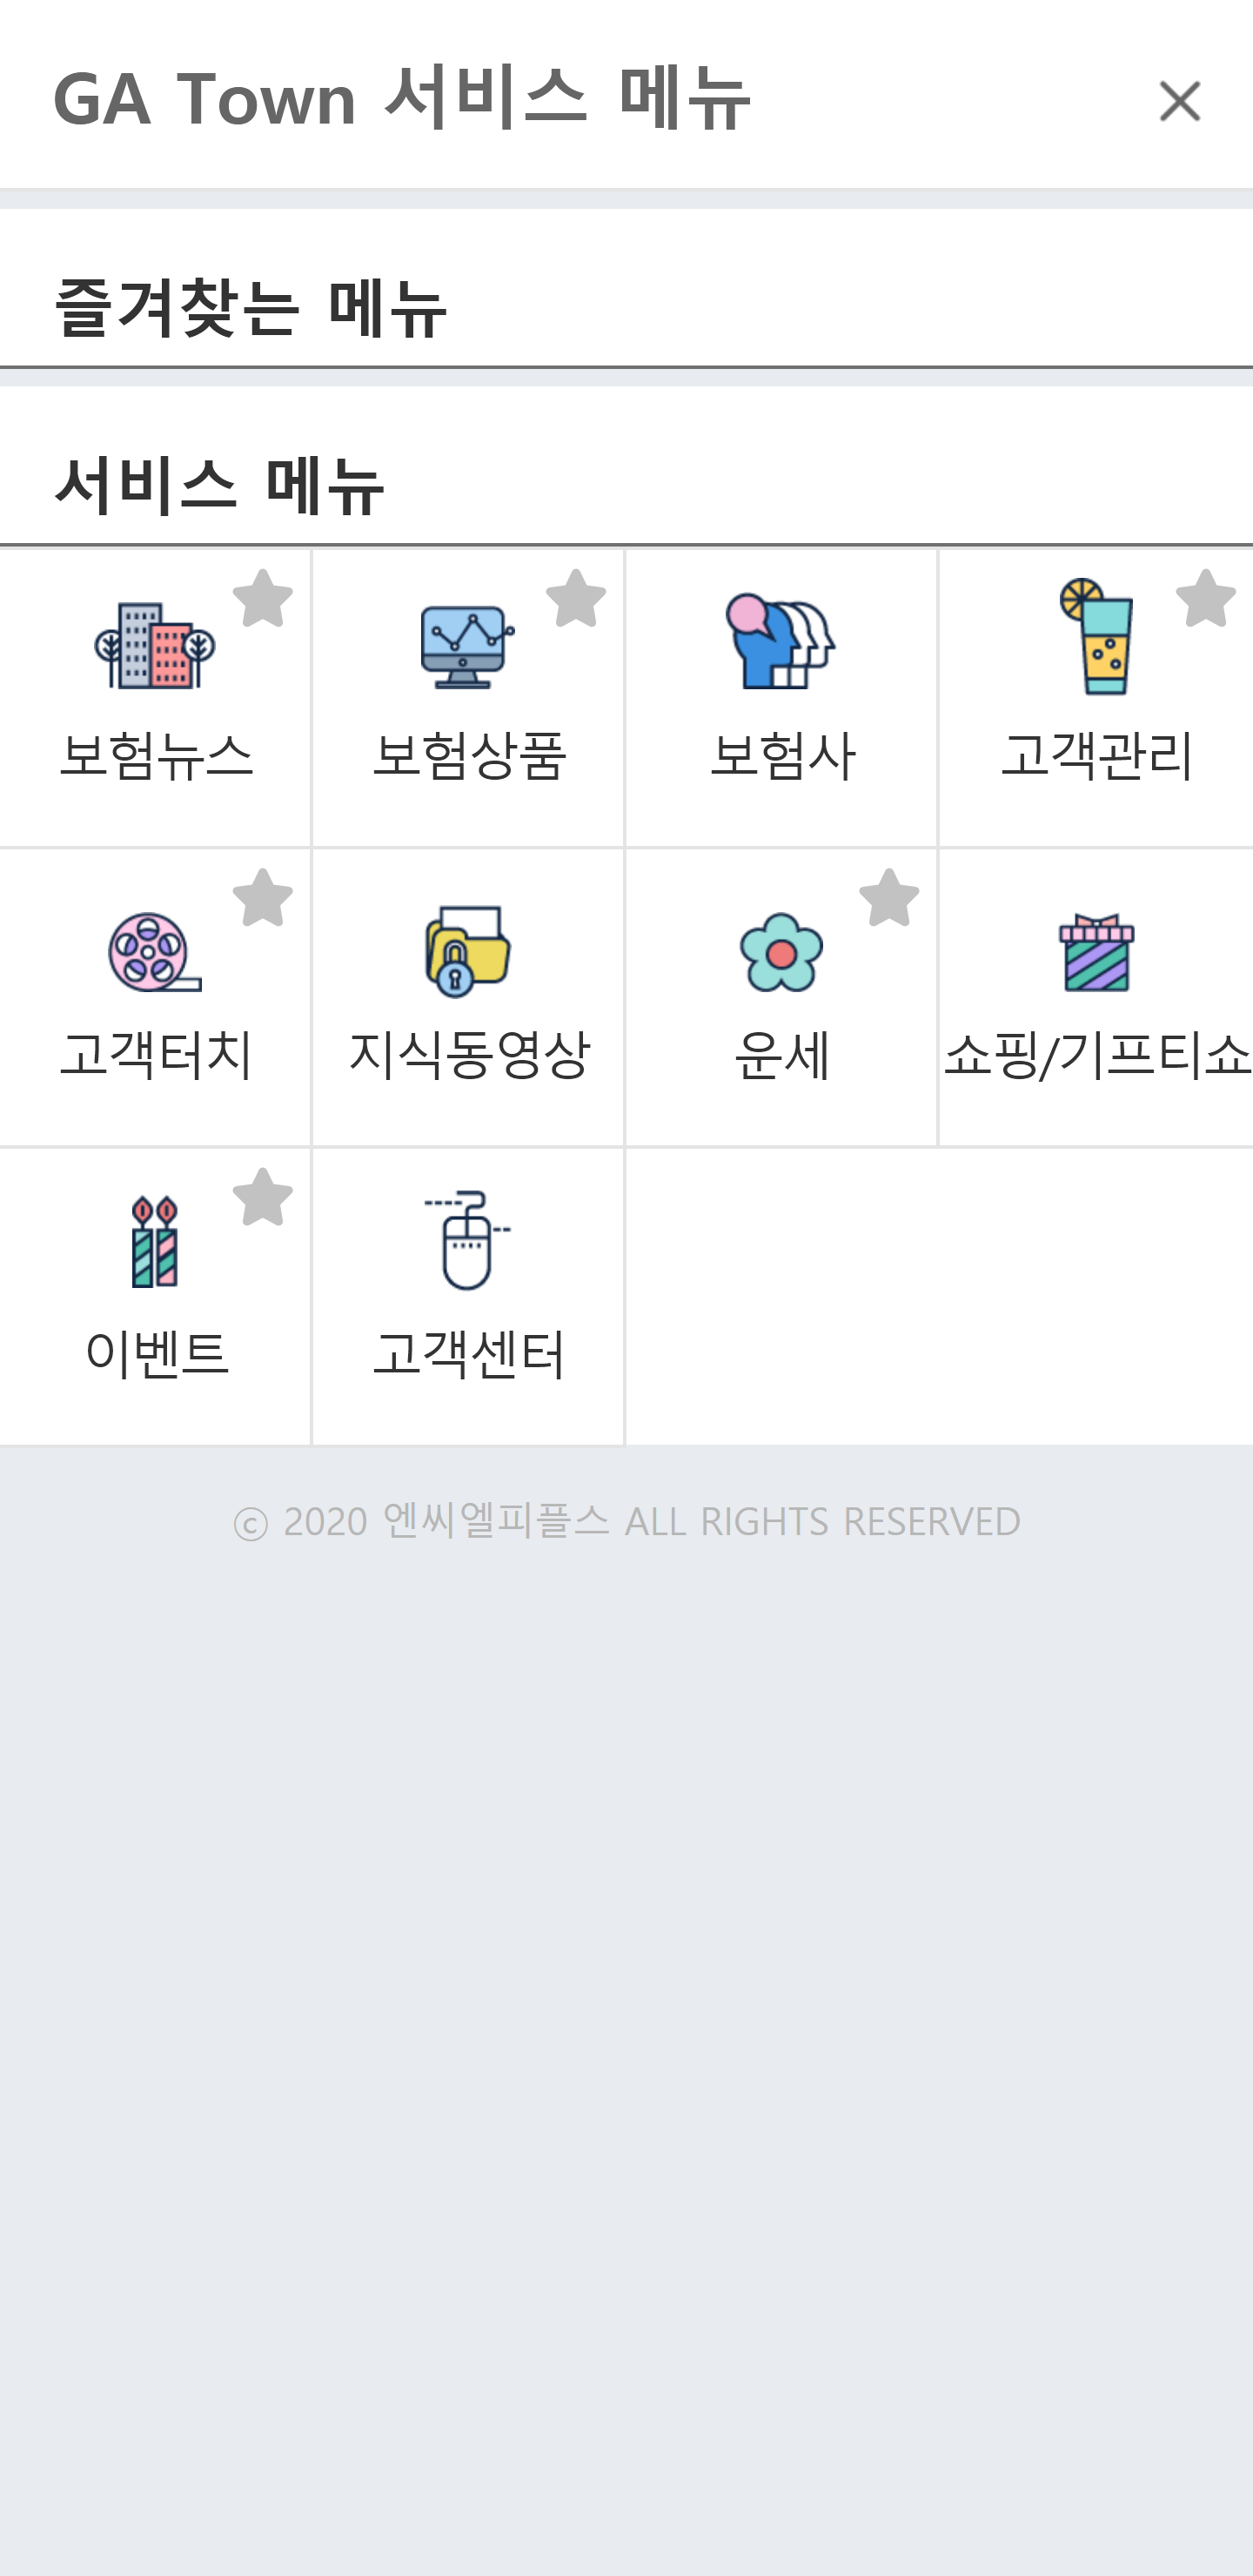 GA Town 서비스 메뉴
즐겨찾는 메뉴
서비스 메뉴
보험뉴스
보험상품
보험사
고객관리
고객터치
지식동영상
운세
쇼핑/기프티쇼
이벤트
고객센터
ⓒ 2020 엔씨엘피플스 ALL RIGHTS RESERVED